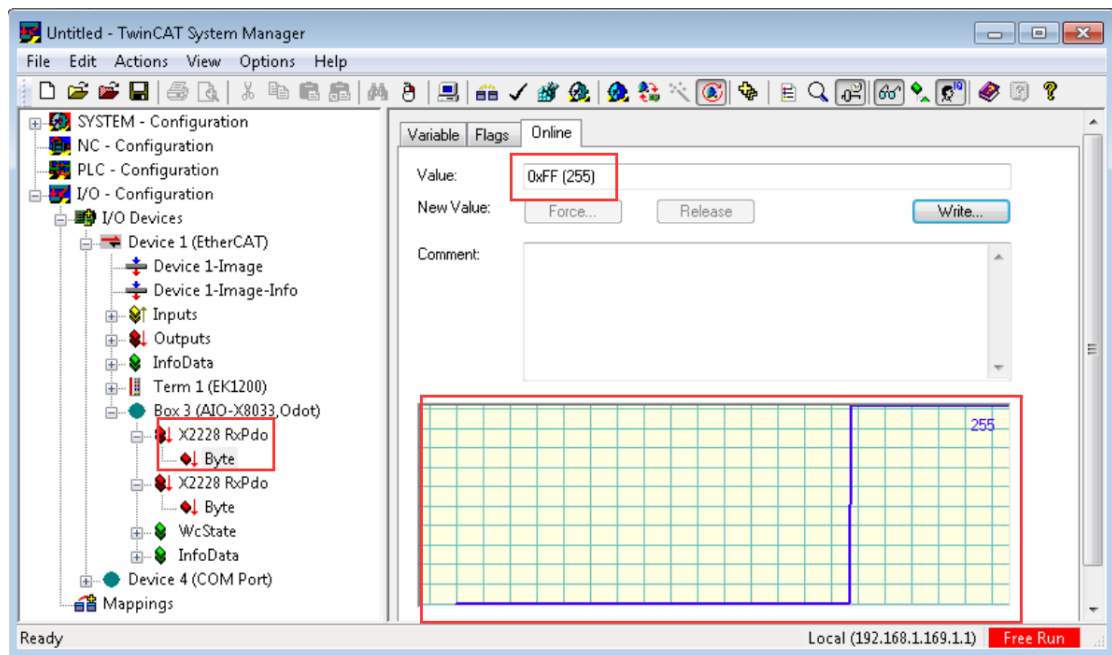 Untitled - TwinCAT System Manager
File Edit Actions View Options Help
SYSTEM - Configuration
NC - Configuration
PLC - Configuration
I/O - Configuration
I/O Devices
Device 1 (EtherCAT)
Device 1-Image
Device 1-Image-Info
Inputs
Outputs
InfoData
Term 1 (EK1200)
Box 3 (AIO-X8033,Odot)
X2228 RxPdo
Byte
X2228 RxPdo
Byte
WcState
InfoData
Device 4 (COM Port)
Mappings
Variable Flags Online
Value: 0xFF (255)
New Value: Force... Release Write...
Comment:
255
Ready Local (192.168.1.169.1.1) Free Run